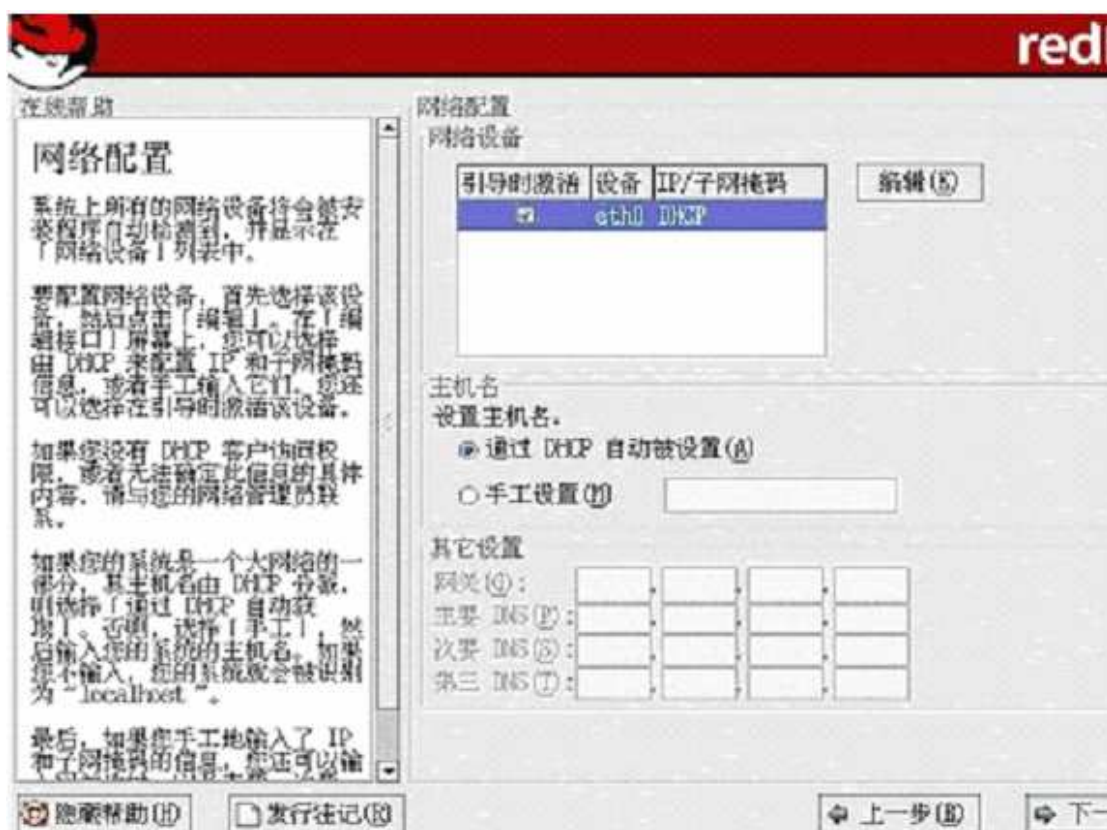 red
在线帮助
网络配置
系统上所有的网络设备将会被安
装程序自动检测到，并显示在
「网络设备」列表中。
要配置网络设备，首先选择该设
备，然后点击「编辑」。在「编
辑接口」屏幕上，您可以选择
由 DHCP 来配置 IP 和子网掩码
信息，或者手工输入它们。您还
可以选择在引导时激活该设备。
如果您没有 DHCP 客户访问权
限，或者无法确定此信息的具体
内容，请与您的网络管理员联
系。
如果您的系统是一个大网络的一
部分，其主机名由 DHCP 分派，
则选择「通过 DHCP 自动获
取」。否则，选择「手工」，然
后输入您的系统的主机名。如果
您不输入，您的系统就会被识别
为 "localhost "。
最后，如果您手工地输入了 IP
和子网掩码的信息，您还可以输
网络配置
网络设备
引导时激活 设备 IP/子网掩码
eth0 DHCP
编辑(E)
主机名
设置主机名.
通过 DHCP 自动被设置(A)
手工设置(M)
其它设置
网关(G):
主要 DNS(P):
次要 DNS(S):
第三 DNS(T):
隐藏帮助(H)
发行注记(R)
上一步(B)
下一